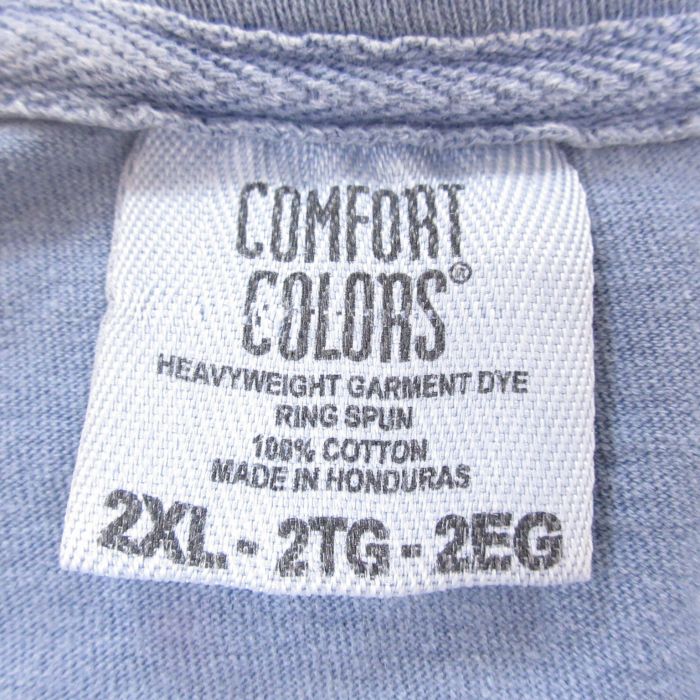 COMFORT
COLORS®
HEAVYWEIGHT GARMENT DYE
RING SPUN
100% COTTON
MADE IN HONDURAS
2XL - 2TG - 2EG